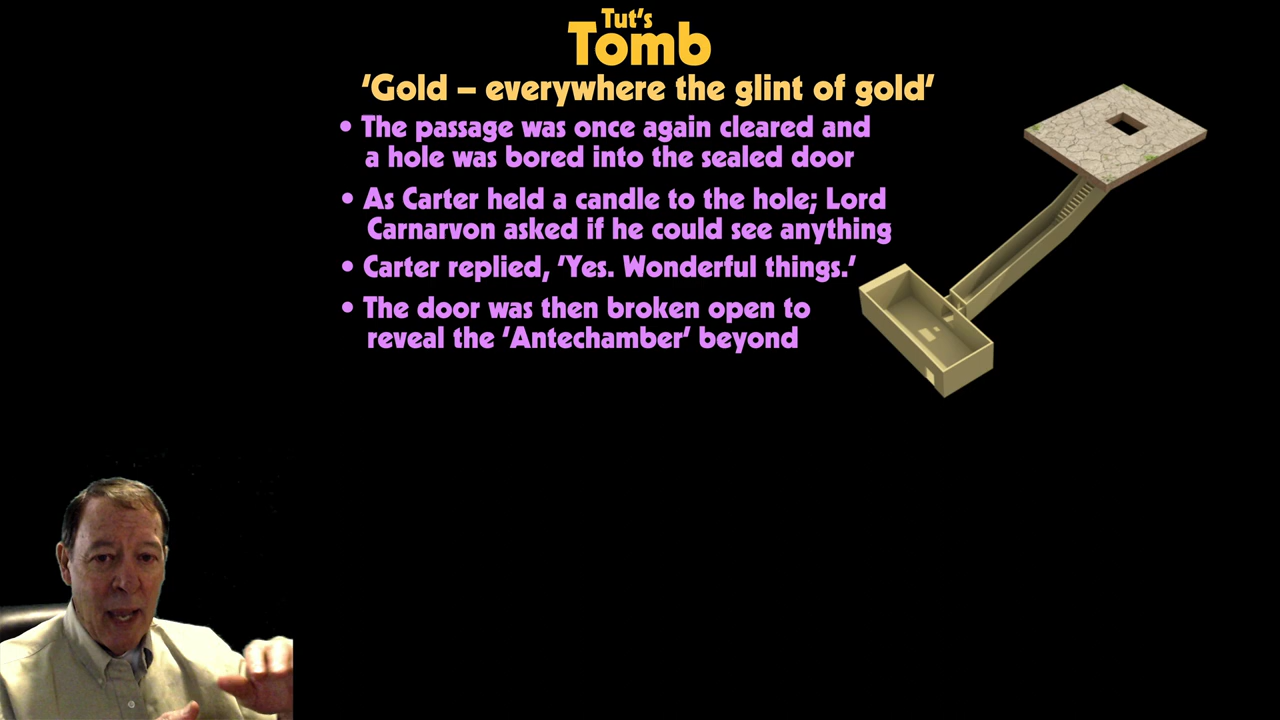 Tut's
Tomb
'Gold – everywhere the glint of gold'
• The passage was once again cleared and
a hole was bored into the sealed door
• As Carter held a candle to the hole; Lord
Carnarvon asked if he could see anything
• Carter replied, 'Yes. Wonderful things.'
• The door was then broken open to
reveal the 'Antechamber' beyond